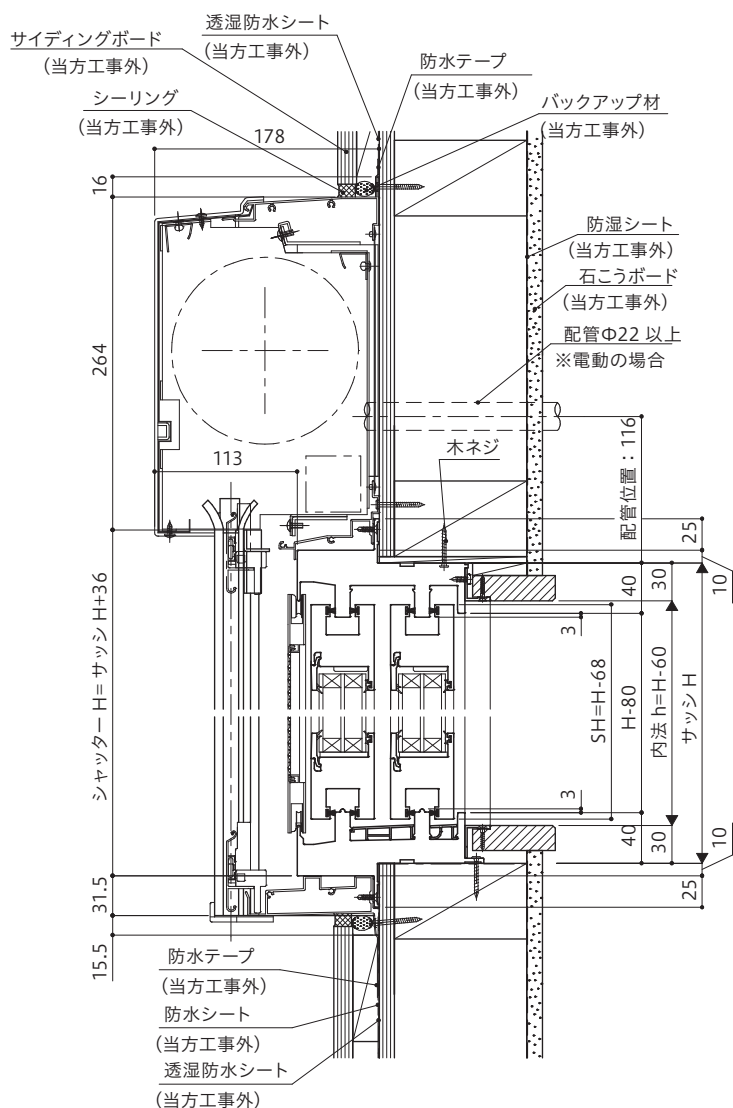 透湿防水シート
(当方工事外)
サイディングボード
(当方工事外)
防水テープ
(当方工事外)
シーリング
(当方工事外)
バックアップ材
(当方工事外)
178
16
防湿シート
(当方工事外)
石こうボード
(当方工事外)
配管Φ22 以上
※電動の場合
264
113
木ネジ
配管位置：116
25
10
40
30
3
シャッター H= サッシ H+36
SH=H-68
H-80
内法 h=H-60
サッシ H
3
40
30
10
25
31.5
15.5
防水テープ
(当方工事外)
防水シート
(当方工事外)
透湿防水シート
(当方工事外)